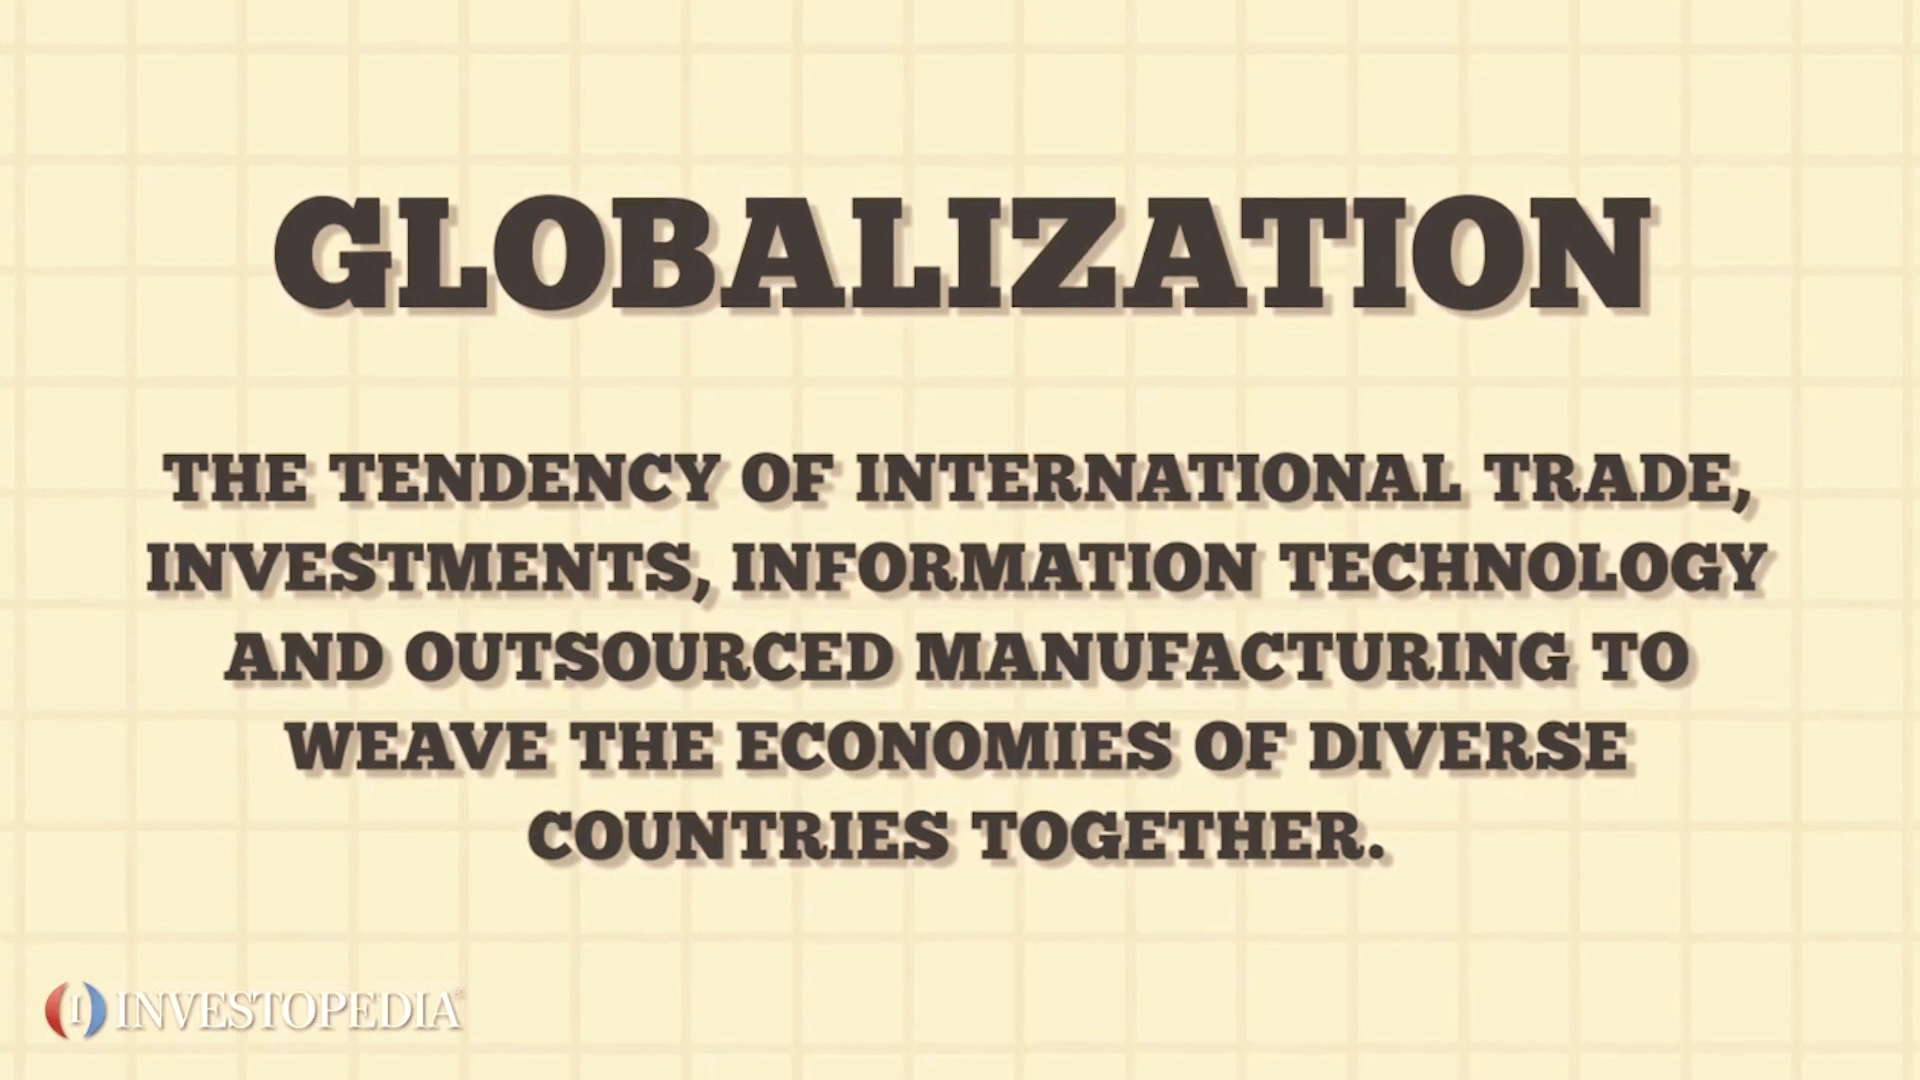 GLOBALIZATION
THE TENDENCY OF INTERNATIONAL TRADE,
INVESTMENTS, INFORMATION TECHNOLOGY
AND OUTSOURCED MANUFACTURING TO
WEAVE THE ECONOMIES OF DIVERSE
COUNTRIES TOGETHER.
(I) INVESTOPEDIA®